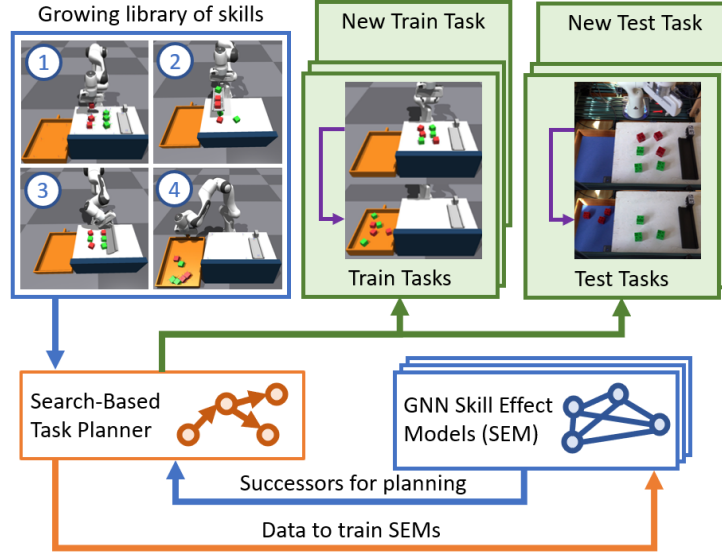 Growing library of skills
1
2
3
4
New Train Task
Train Tasks
New Test Task
Test Tasks
Search-Based
Task Planner
GNN Skill Effect
Models (SEM)
Successors for planning
Data to train SEMs